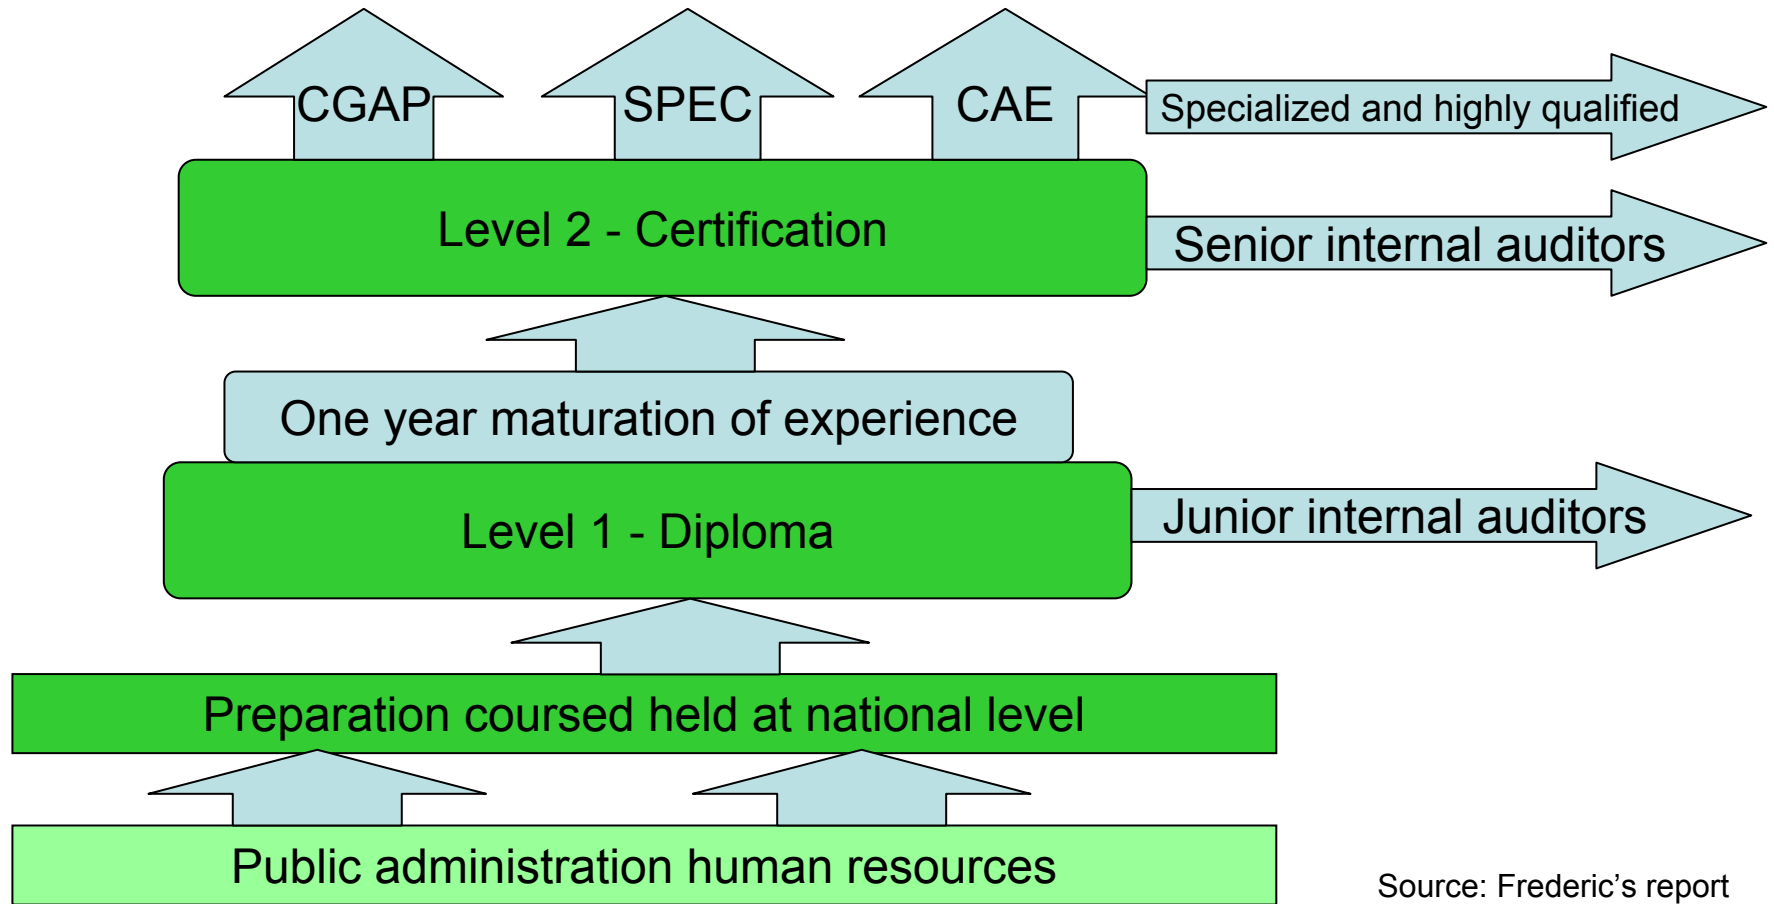 CGAP
SPEC
CAE
Specialized and highly qualified
Level 2 - Certification
Senior internal auditors
One year maturation of experience
Level 1 - Diploma
Junior internal auditors
Preparation coursed held at national level
Public administration human resources
Source: Frederic’s report